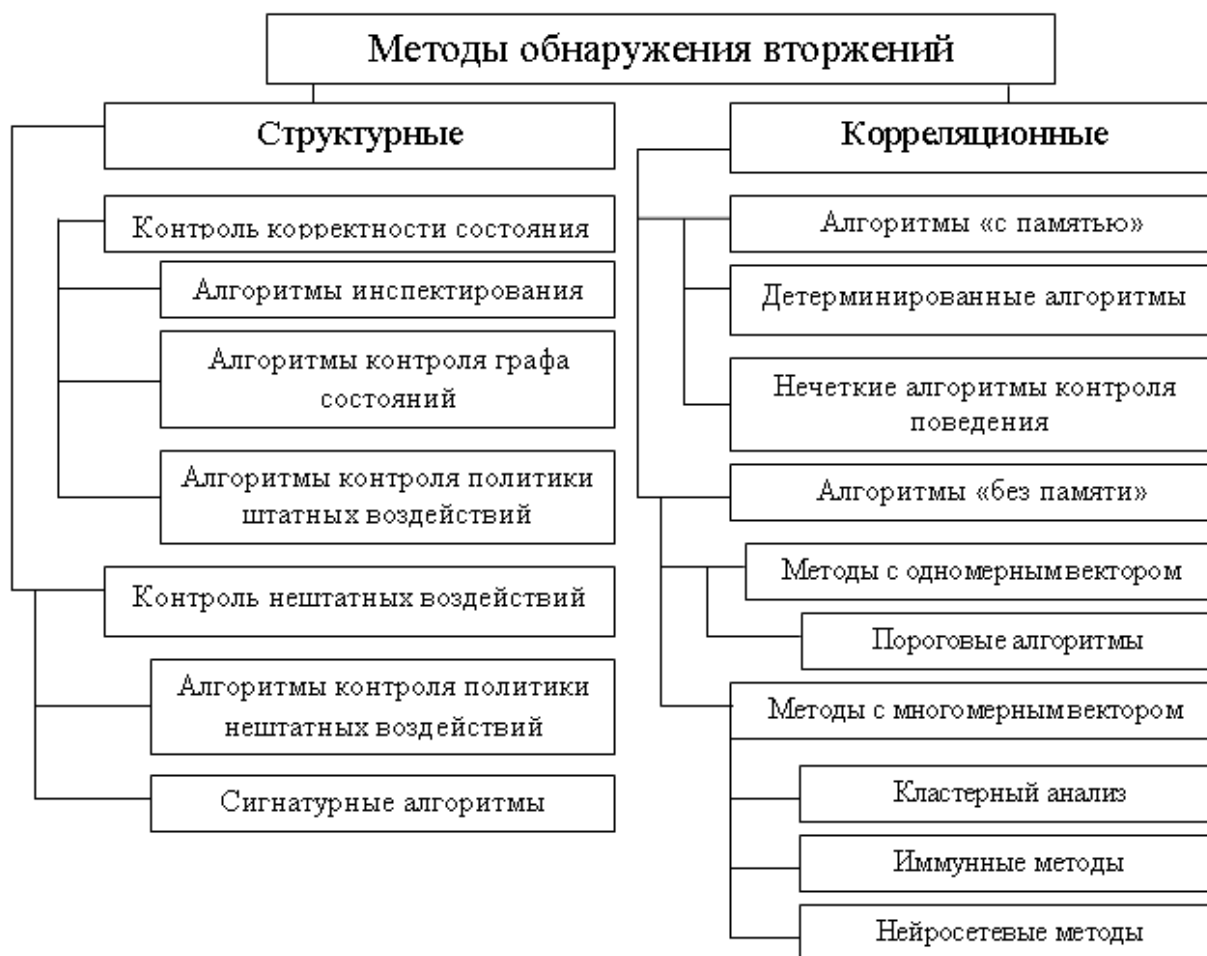 Методы обнаружения вторжений
Структурные
Контроль корректности состояния
Алгоритмы инспектирования
Алгоритмы контроля графа
состояний
Алгоритмы контроля политики
штатных воздействий
Контроль нештатных воздействий
Алгоритмы контроля политики
нештатных воздействий
Сигнатурные алгоритмы
Корреляционные
Алгоритмы «с памятью»
Детерминированные алгоритмы
Нечеткие алгоритмы контроля
поведения
Алгоритмы «без памяти»
Методы с одномерным вектором
Пороговые алгоритмы
Методы с многомерным вектором
Кластерный анализ
Иммунные методы
Нейросетевые методы